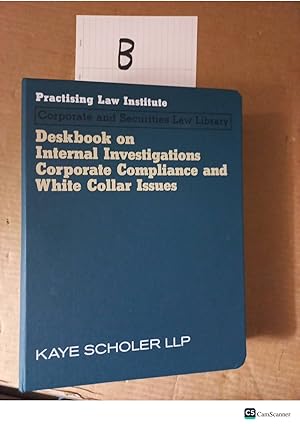 B
Practising Law Institute
Corporate and Securities Law Library
Deskbook on
Internal Investigations
Corporate Compliance and
White Collar Issues
KAYE SCHOLER LLP
CS CamScanner